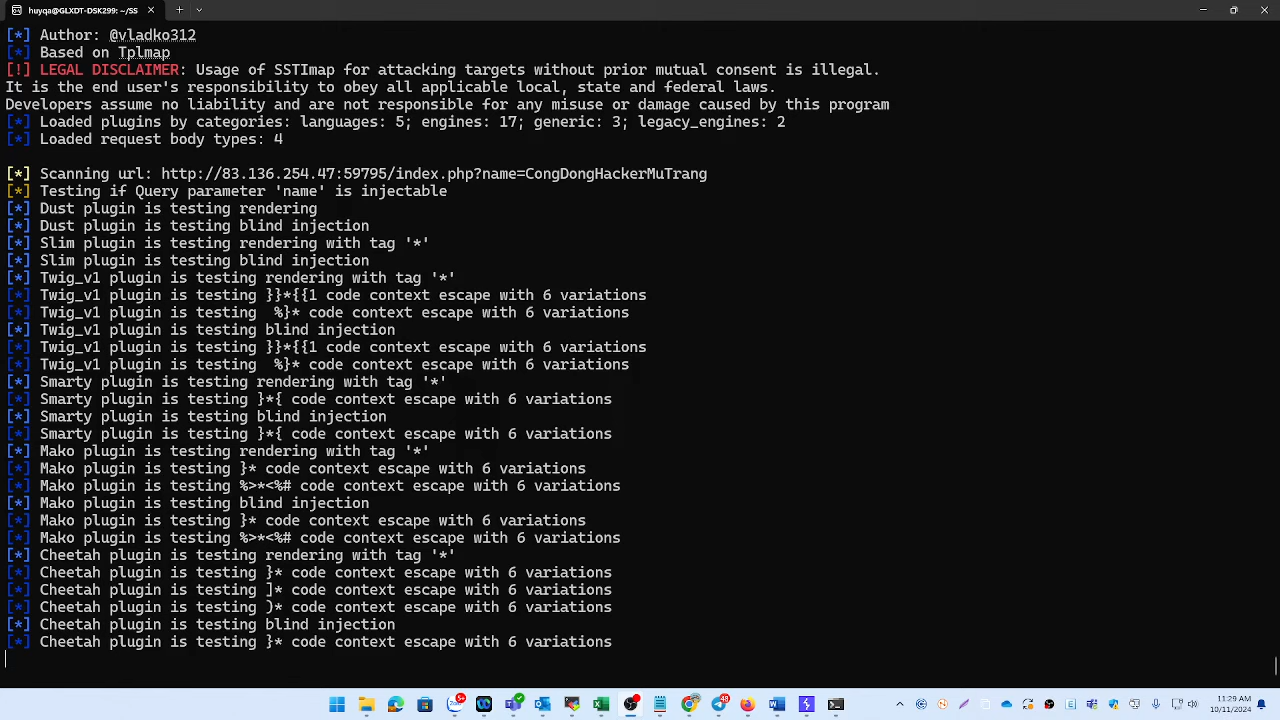 huyqa@GLXDT-DSK299: ~/SS
[*] Author: @vladko312
[*] Based on Tplmap
[!] LEGAL DISCLAIMER: Usage of SSTImap for attacking targets without prior mutual consent is illegal.
It is the end user's responsibility to obey all applicable local, state and federal laws.
Developers assume no liability and are not responsible for any misuse or damage caused by this program
[*] Loaded plugins by categories: languages: 5; engines: 17; generic: 3; legacy_engines: 2
[*] Loaded request body types: 4
[*] Scanning url: http://83.136.254.47:59795/index.php?name=CongDongHackerMuTrang
[*] Testing if Query parameter 'name' is injectable
[*] Dust plugin is testing rendering
[*] Dust plugin is testing blind injection
[*] Slim plugin is testing rendering with tag '*'
[*] Slim plugin is testing blind injection
[*] Twig_v1 plugin is testing rendering with tag '*'
[*] Twig_v1 plugin is testing }}*{{1 code context escape with 6 variations
[*] Twig_v1 plugin is testing  %}* code context escape with 6 variations
[*] Twig_v1 plugin is testing blind injection
[*] Twig_v1 plugin is testing }}*{{1 code context escape with 6 variations
[*] Twig_v1 plugin is testing  %}* code context escape with 6 variations
[*] Smarty plugin is testing rendering with tag '*'
[*] Smarty plugin is testing }*{ code context escape with 6 variations
[*] Smarty plugin is testing blind injection
[*] Smarty plugin is testing }*{ code context escape with 6 variations
[*] Mako plugin is testing rendering with tag '*'
[*] Mako plugin is testing }* code context escape with 6 variations
[*] Mako plugin is testing %>*<%# code context escape with 6 variations
[*] Mako plugin is testing blind injection
[*] Mako plugin is testing }* code context escape with 6 variations
[*] Mako plugin is testing %>*<%# code context escape with 6 variations
[*] Cheetah plugin is testing rendering with tag '*'
[*] Cheetah plugin is testing }* code context escape with 6 variations
[*] Cheetah plugin is testing ]* code context escape with 6 variations
[*] Cheetah plugin is testing )* code context escape with 6 variations
[*] Cheetah plugin is testing blind injection
[*] Cheetah plugin is testing }* code context escape with 6 variations
5+
48
11:29 AM
10/11/2024